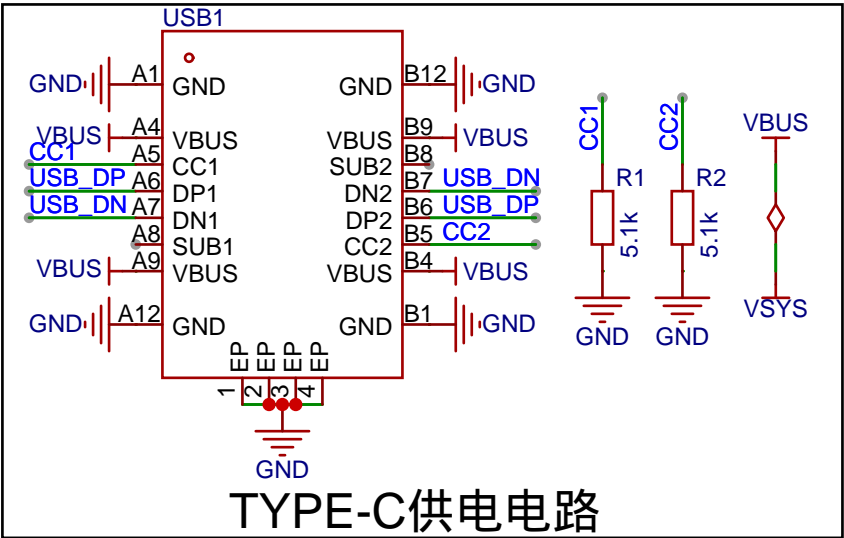 USB1
GND A1 GND GND B12 GND
VBUS A4 VBUS VBUS B9 VBUS
CC1 A5 CC1 SUB2 B8
USB_DP A6 DP1 DN2 B7 USB_DN
USB_DN A7 DN1 DP2 B6 USB_DP
A8 SUB1 CC2 B5 CC2
VBUS A9 VBUS VBUS B4 VBUS
GND A12 GND GND B1 GND
EP EP EP EP
1 2 3 4
GND
CC1 CC2
R1 R2
5.1k 5.1k
GND GND
VBUS
VSYS
TYPE-C供电电路